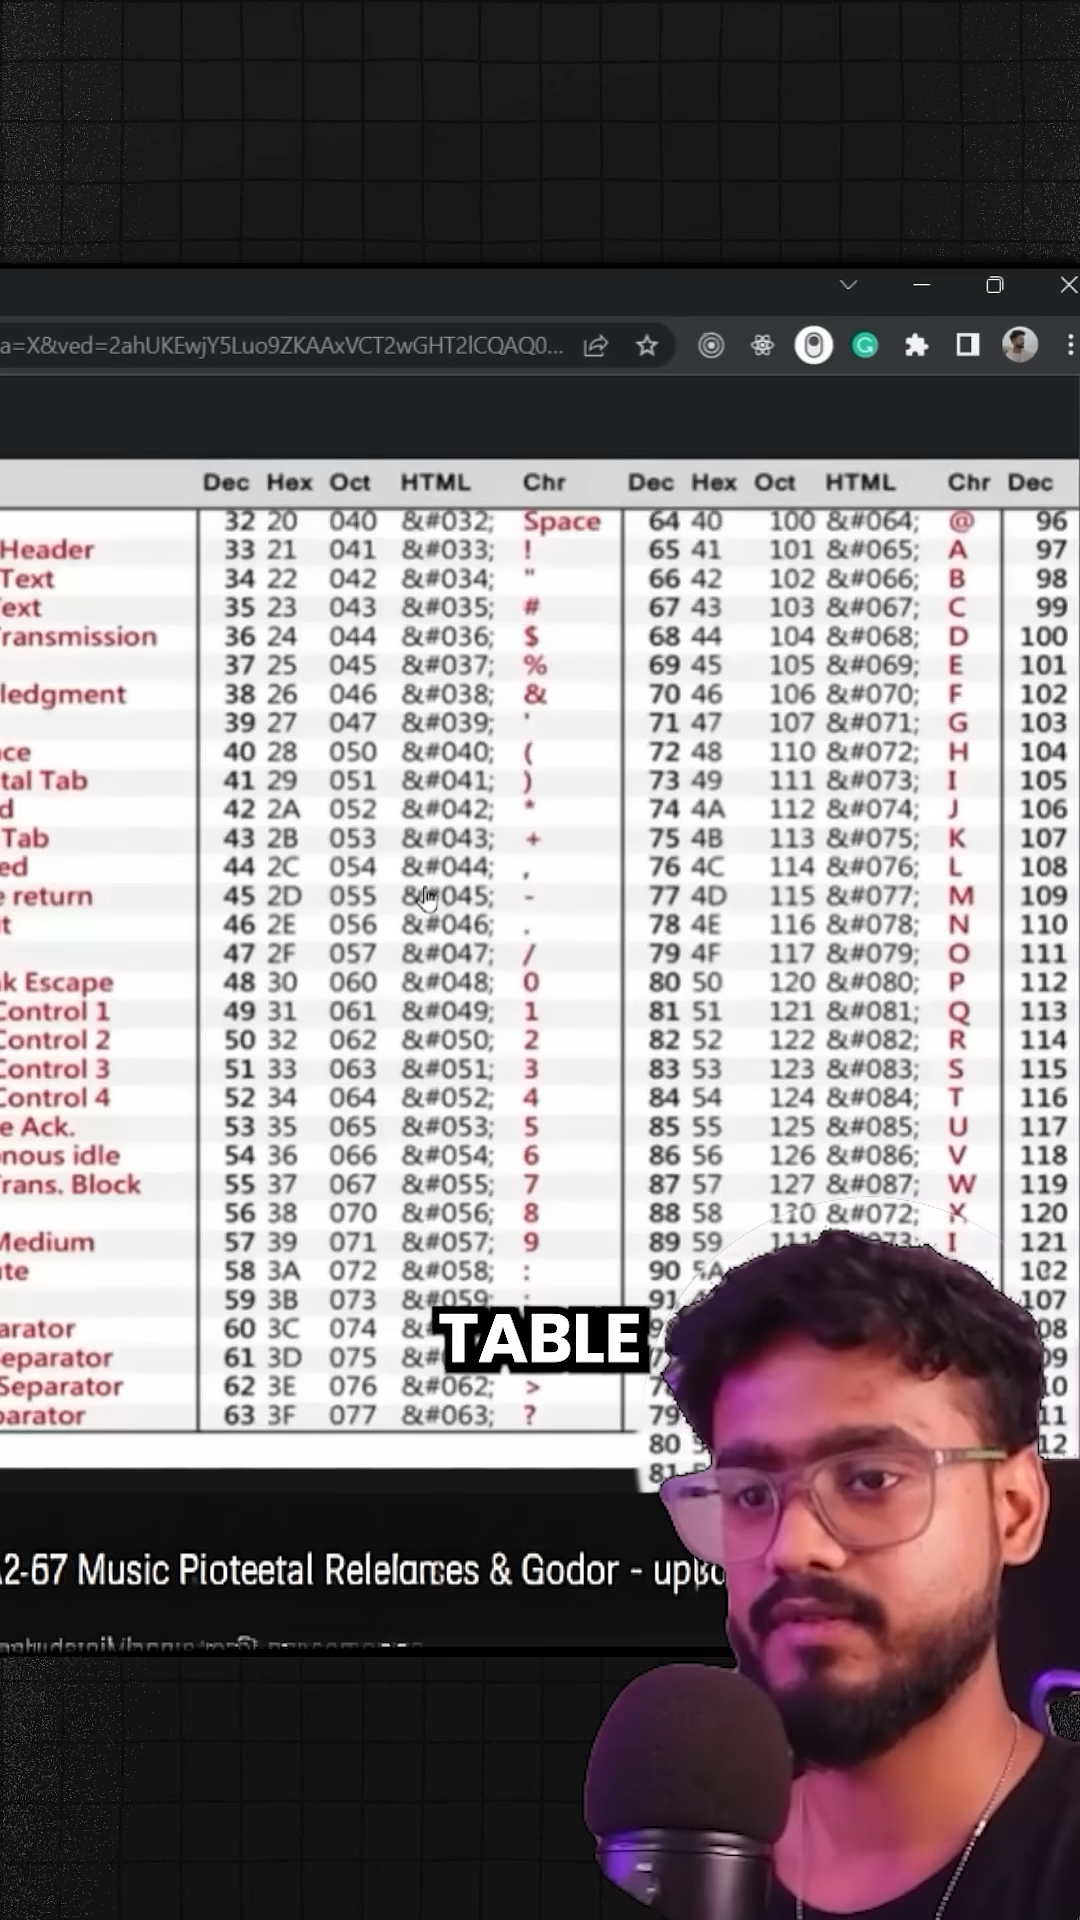 a=X&ved=2ahUKEwjY5Luo9ZKAAxVCT2wGHT2lCQAQ0...
Dec Hex Oct HTML Chr Dec Hex Oct HTML Chr Dec
32 20 040 &#032; Space 64 40 100 &#064; @ 96
Header 33 21 041 &#033; ! 65 41 101 &#065; A 97
Text 34 22 042 &#034; " 66 42 102 &#066; B 98
ext 35 23 043 &#035; # 67 43 103 &#067; C 99
ransmission 36 24 044 &#036; $ 68 44 104 &#068; D 100
37 25 045 &#037; % 69 45 105 &#069; E 101
ledgment 38 26 046 &#038; & 70 46 106 &#070; F 102
39 27 047 &#039; ' 71 47 107 &#071; G 103
ce 40 28 050 &#040; ( 72 48 110 &#072; H 104
tal Tab 41 29 051 &#041; ) 73 49 111 &#073; I 105
d 42 2A 052 &#042; * 74 4A 112 &#074; J 106
Tab 43 2B 053 &#043; + 75 4B 113 &#075; K 107
ed 44 2C 054 &#044; , 76 4C 114 &#076; L 108
e return 45 2D 055 &#045; - 77 4D 115 &#077; M 109
t 46 2E 056 &#046; . 78 4E 116 &#078; N 110
47 2F 057 &#047; / 79 4F 117 &#079; O 111
k Escape 48 30 060 &#048; 0 80 50 120 &#080; P 112
Control 1 49 31 061 &#049; 1 81 51 121 &#081; Q 113
Control 2 50 32 062 &#050; 2 82 52 122 &#082; R 114
Control 3 51 33 063 &#051; 3 83 53 123 &#083; S 115
Control 4 52 34 064 &#052; 4 84 54 124 &#084; T 116
e Ack. 53 35 065 &#053; 5 85 55 125 &#085; U 117
nous idle 54 36 066 &#054; 6 86 56 126 &#086; V 118
rans. Block 55 37 067 &#055; 7 87 57 127 &#087; W 119
56 38 070 &#056; 8 88 58 110 &#072; X 120
Medium 57 39 071 &#057; 9 89 59 I 121
te 58 3A 072 &#058; : 90 5A 102
59 3B 073 &#059; : 91 107
arator 60 3C 074 08
eparator 61 3D 075 09
Separator 62 3E 076 &#062; > 10
parator 63 3F 077 &#063; ? 79 11
80 12
81
TABLE
2-67 Music Pioteetal Relelarces & Godor -